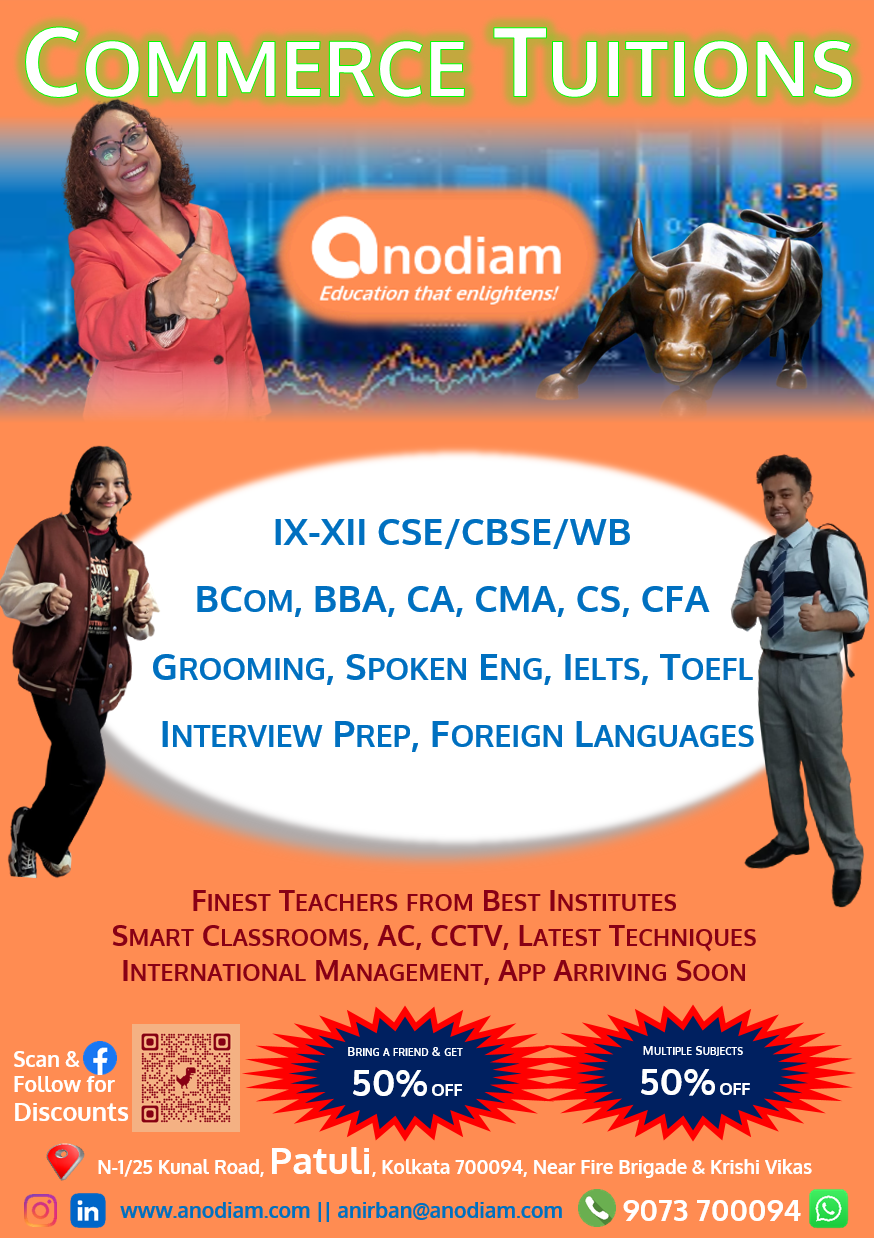 COMMERCE TUITIONS
1.345
anodiam
Education that enlightens!
IX-XII CSE/CBSE/WB
BCOM, BBA, CA, CMA, CS, CFA
GROOMING, SPOKEN ENG, IELTS, TOEFL
INTERVIEW PREP, FOREIGN LANGUAGES
FINEST TEACHERS FROM BEST INSTITUTES
SMART CLASSROOMS, AC, CCTV, LATEST TECHNIQUES
INTERNATIONAL MANAGEMENT, APP ARRIVING SOON
Scan &
Follow for
Discounts
BRING A FRIEND & GET
50% OFF
MULTIPLE SUBJECTS
50% OFF
N-1/25 Kunal Road, Patuli, Kolkata 700094, Near Fire Brigade & Krishi Vikas
www.anodiam.com || anirban@anodiam.com
9073 700094